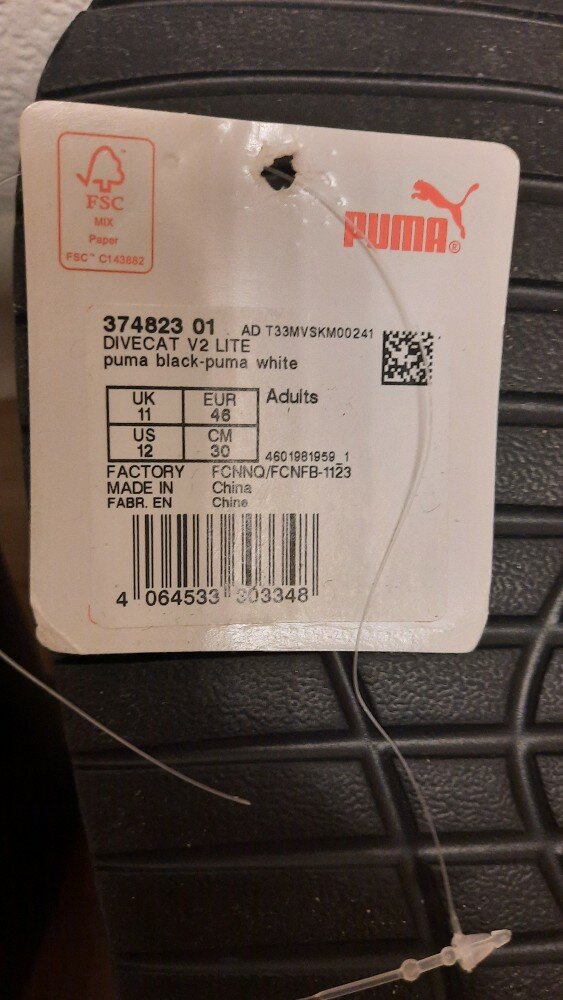 FSC
MIX
Paper
FSC™ C143882
PUMA®
374823 01 AD T33MVSKM00241
DIVECAT V2 LITE
puma black-puma white
UK EUR Adults
11 46
US CM
12 30 4601981959_1
FACTORY FCNNQ/FCNFB-1123
MADE IN China
FABR. EN Chine
4 064533 303348